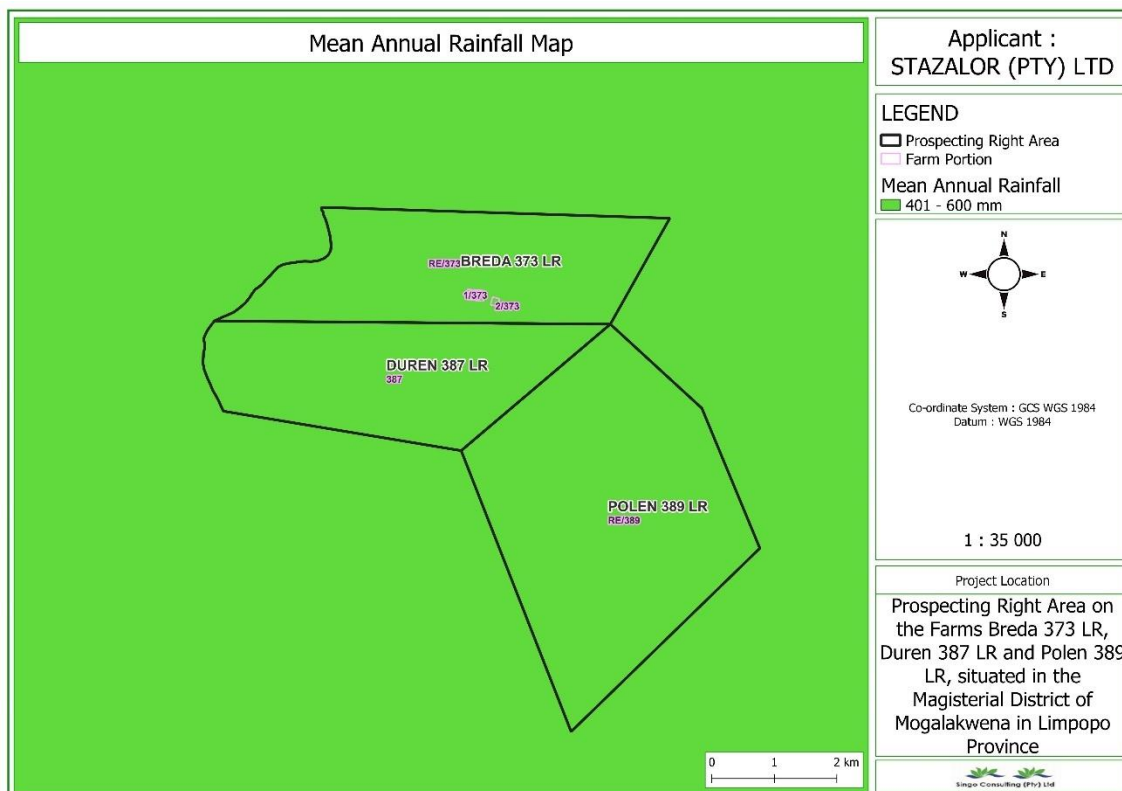 Mean Annual Rainfall Map
RE/373
BREDA 373 LR
1/373
2/373
DUREN 387 LR
387
POLEN 389 LR
RE/389
0 1 2 km
Applicant :
STAZALOR (PTY) LTD
LEGEND
Prospecting Right Area
Farm Portion
Mean Annual Rainfall
401 - 600 mm
N
W E
S
Co-ordinate System : GCS WGS 1984
Datum : WGS 1984
1 : 35 000
Project Location
Prospecting Right Area on
the Farms Breda 373 LR,
Duren 387 LR and Polen 389
LR, situated in the
Magisterial District of
Mogalakwena in Limpopo
Province
Singo Consulting (Pty) Ltd